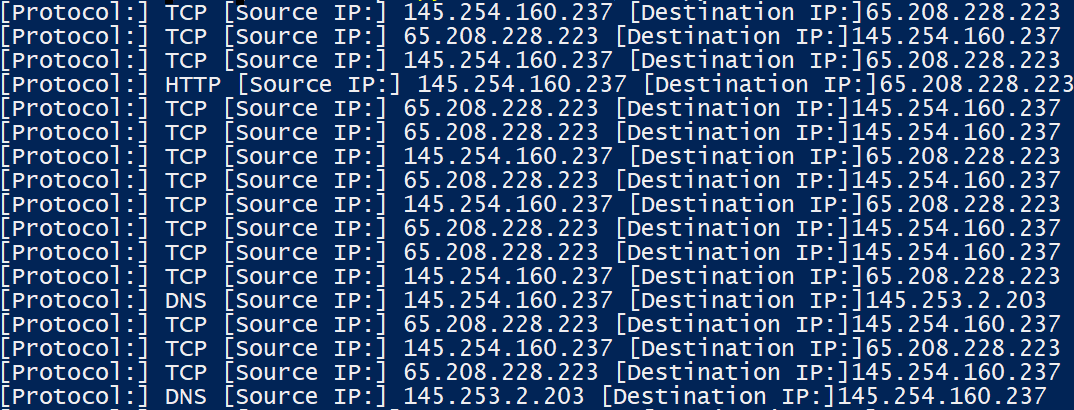 [Protocol:] TCP [Source IP:] 145.254.160.237 [Destination IP:]65.208.228.223
[Protocol:] TCP [Source IP:] 65.208.228.223 [Destination IP:]145.254.160.237
[Protocol:] TCP [Source IP:] 145.254.160.237 [Destination IP:]65.208.228.223
[Protocol:] HTTP [Source IP:] 145.254.160.237 [Destination IP:]65.208.228.223
[Protocol:] TCP [Source IP:] 65.208.228.223 [Destination IP:]145.254.160.237
[Protocol:] TCP [Source IP:] 65.208.228.223 [Destination IP:]145.254.160.237
[Protocol:] TCP [Source IP:] 145.254.160.237 [Destination IP:]65.208.228.223
[Protocol:] TCP [Source IP:] 65.208.228.223 [Destination IP:]145.254.160.237
[Protocol:] TCP [Source IP:] 145.254.160.237 [Destination IP:]65.208.228.223
[Protocol:] TCP [Source IP:] 65.208.228.223 [Destination IP:]145.254.160.237
[Protocol:] TCP [Source IP:] 65.208.228.223 [Destination IP:]145.254.160.237
[Protocol:] TCP [Source IP:] 145.254.160.237 [Destination IP:]65.208.228.223
[Protocol:] DNS [Source IP:] 145.254.160.237 [Destination IP:]145.253.2.203
[Protocol:] TCP [Source IP:] 65.208.228.223 [Destination IP:]145.254.160.237
[Protocol:] TCP [Source IP:] 145.254.160.237 [Destination IP:]65.208.228.223
[Protocol:] TCP [Source IP:] 65.208.228.223 [Destination IP:]145.254.160.237
[Protocol:] DNS [Source IP:] 145.253.2.203 [Destination IP:]145.254.160.237